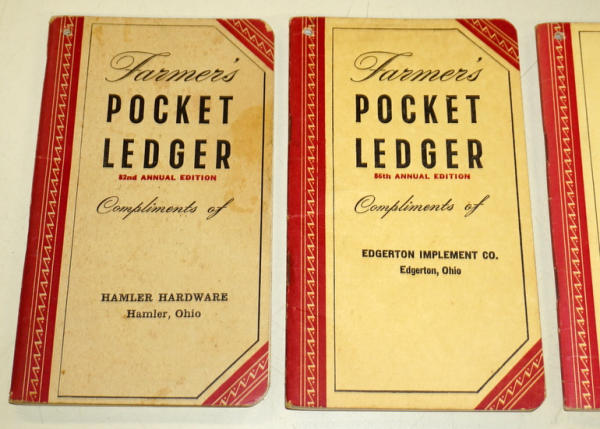 Farmer's
POCKET
LEDGER
82nd ANNUAL EDITION
Compliments of
HAMLER HARDWARE
Hamler, Ohio
Farmer's
POCKET
LEDGER
86th ANNUAL EDITION
Compliments of
EDGERTON IMPLEMENT CO.
Edgerton, Ohio